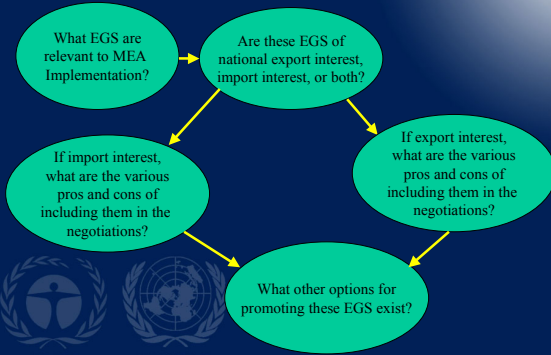 What EGS are
relevant to MEA
Implementation?
Are these EGS of
national export interest,
import interest, or both?
If import interest,
what are the various
pros and cons of
including them in the
negotiations?
If export interest,
what are the various
pros and cons of
including them in the
negotiations?
What other options for
promoting these EGS exist?